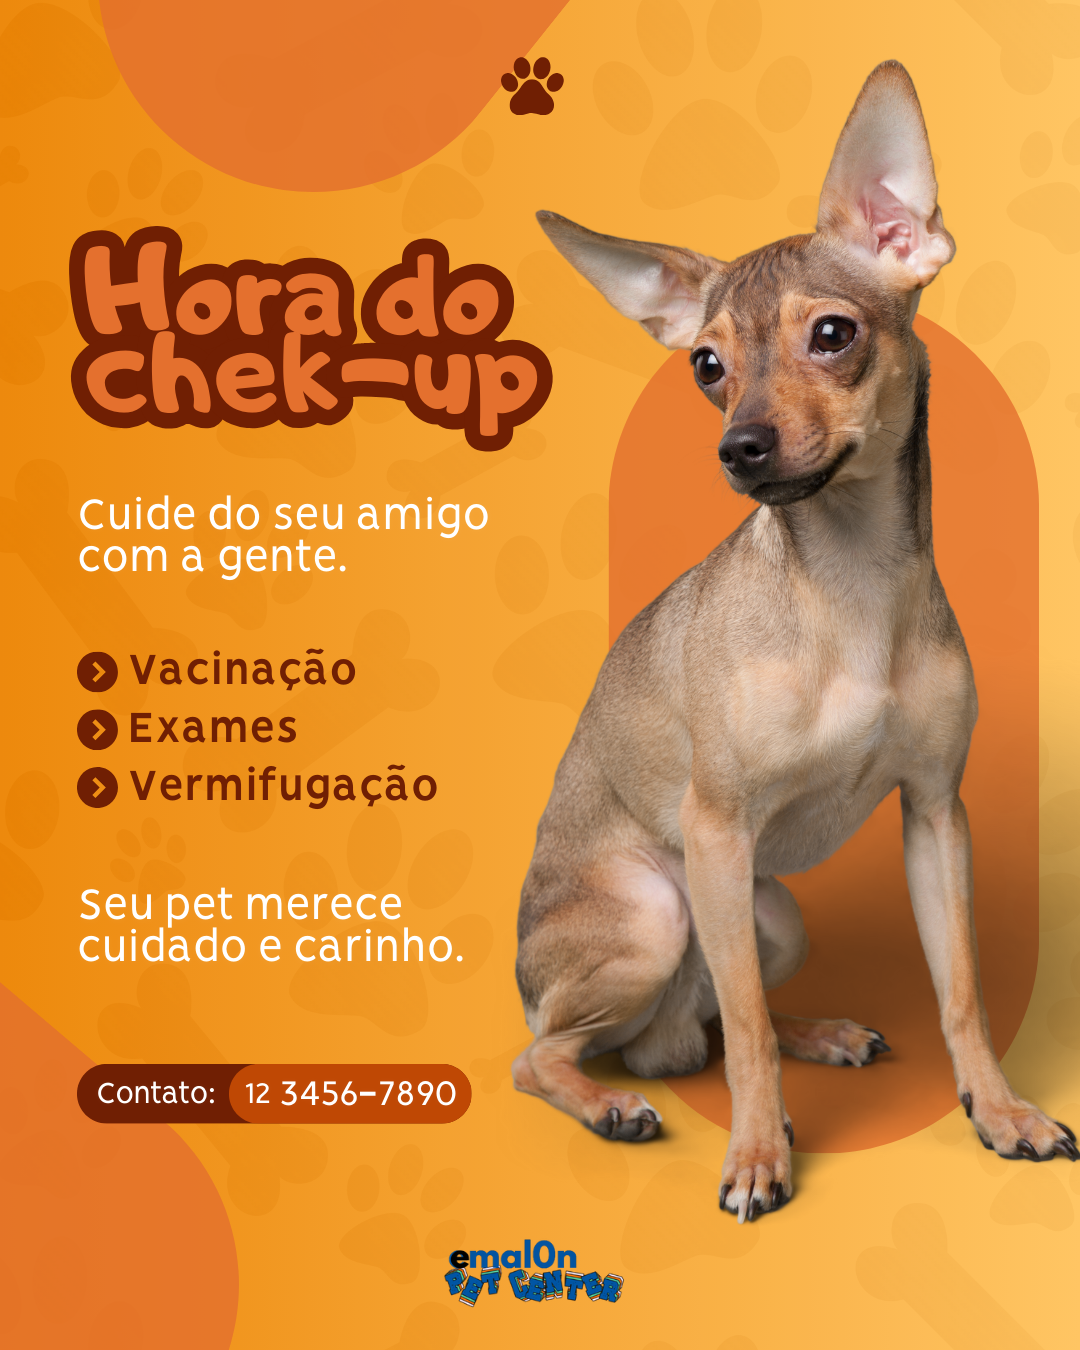 Hora do
chek-up
Cuide do seu amigo
com a gente.
Vacinação
Exames
Vermifugação
Seu pet merece
cuidado e carinho.
Contato: 12 3456-7890
emal0n
PET CENTER